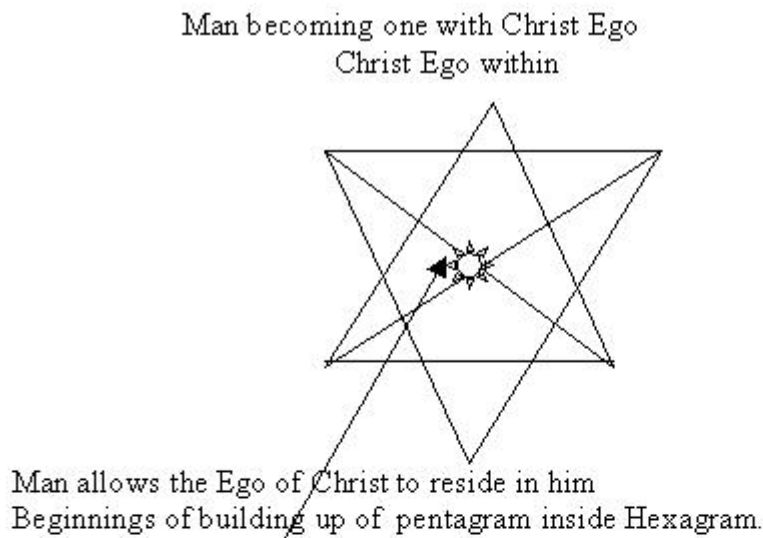 Man becoming one with Christ Ego
Christ Ego within
Man allows the Ego of Christ to reside in him
Beginnings of building up of pentagram inside Hexagram.